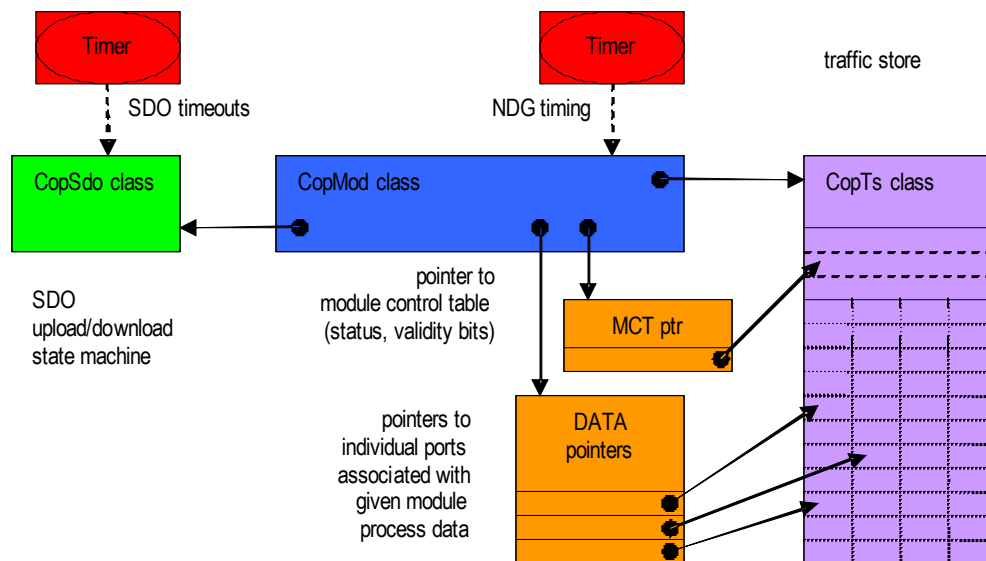 Timer
Timer
traffic store
SDO timeouts
NDG timing
CopSdo class
CopMod class
CopTs class
SDO
upload/download
state machine
pointer to
module control table
(status, validity bits)
MCT ptr
pointers to
individual ports
associated with
given module
process data
DATA
pointers